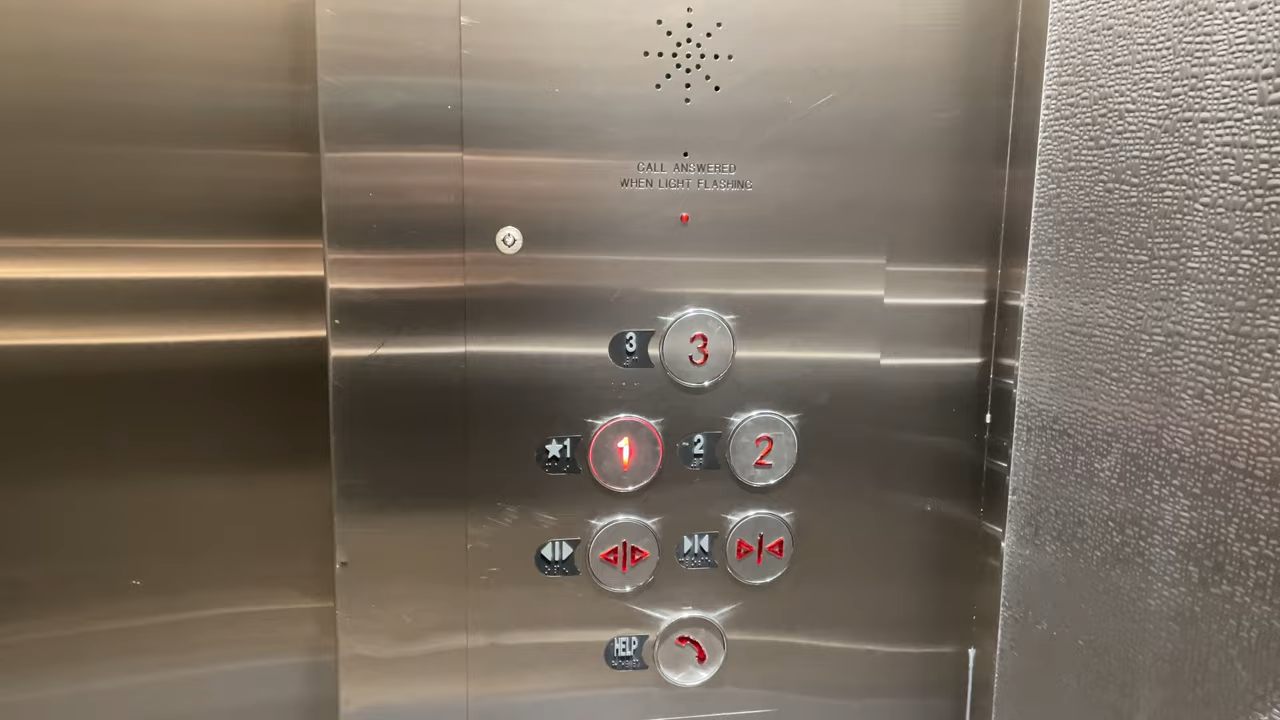 CALL ANSWERED
WHEN LIGHT FLASHING
3 3
★1 1 2 2
HELP